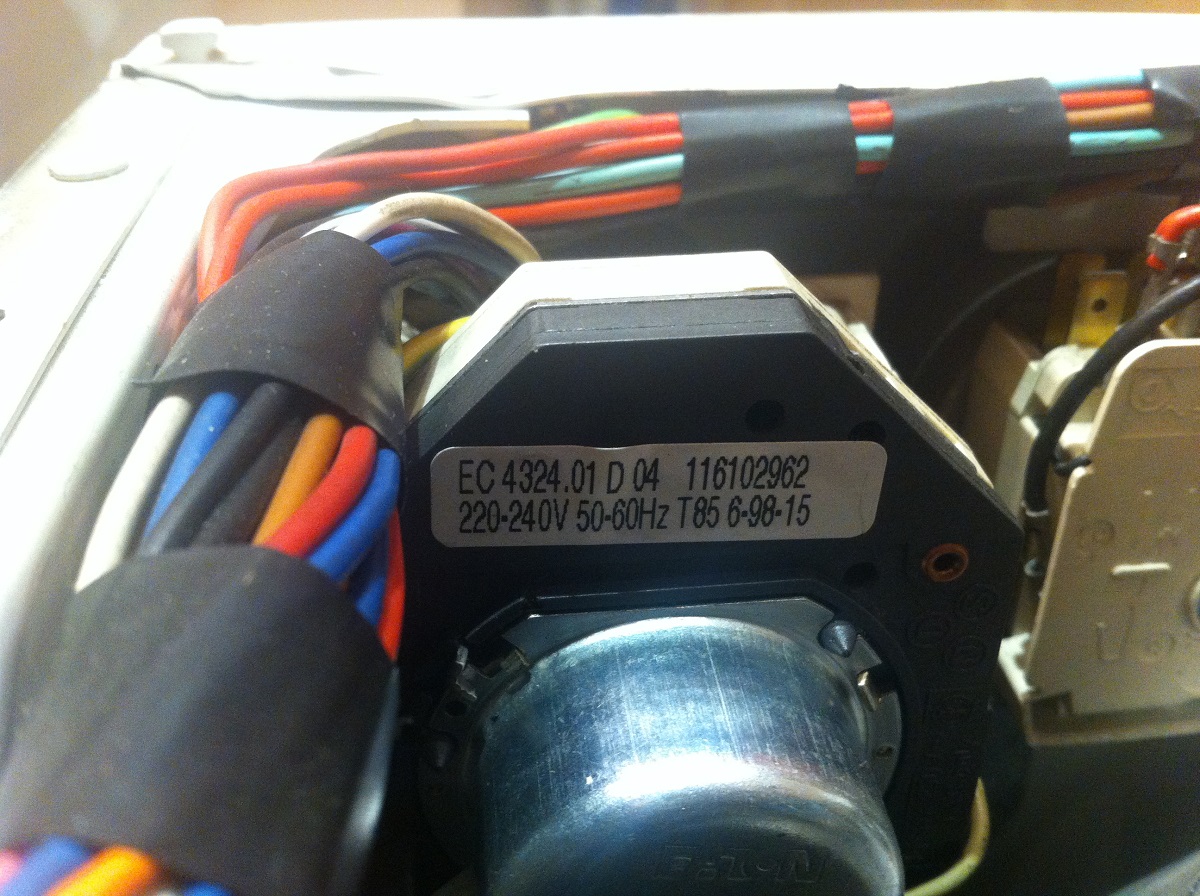 EC 4324.01 D 04 116102962
220-240V 50-60Hz T85 6-98-15